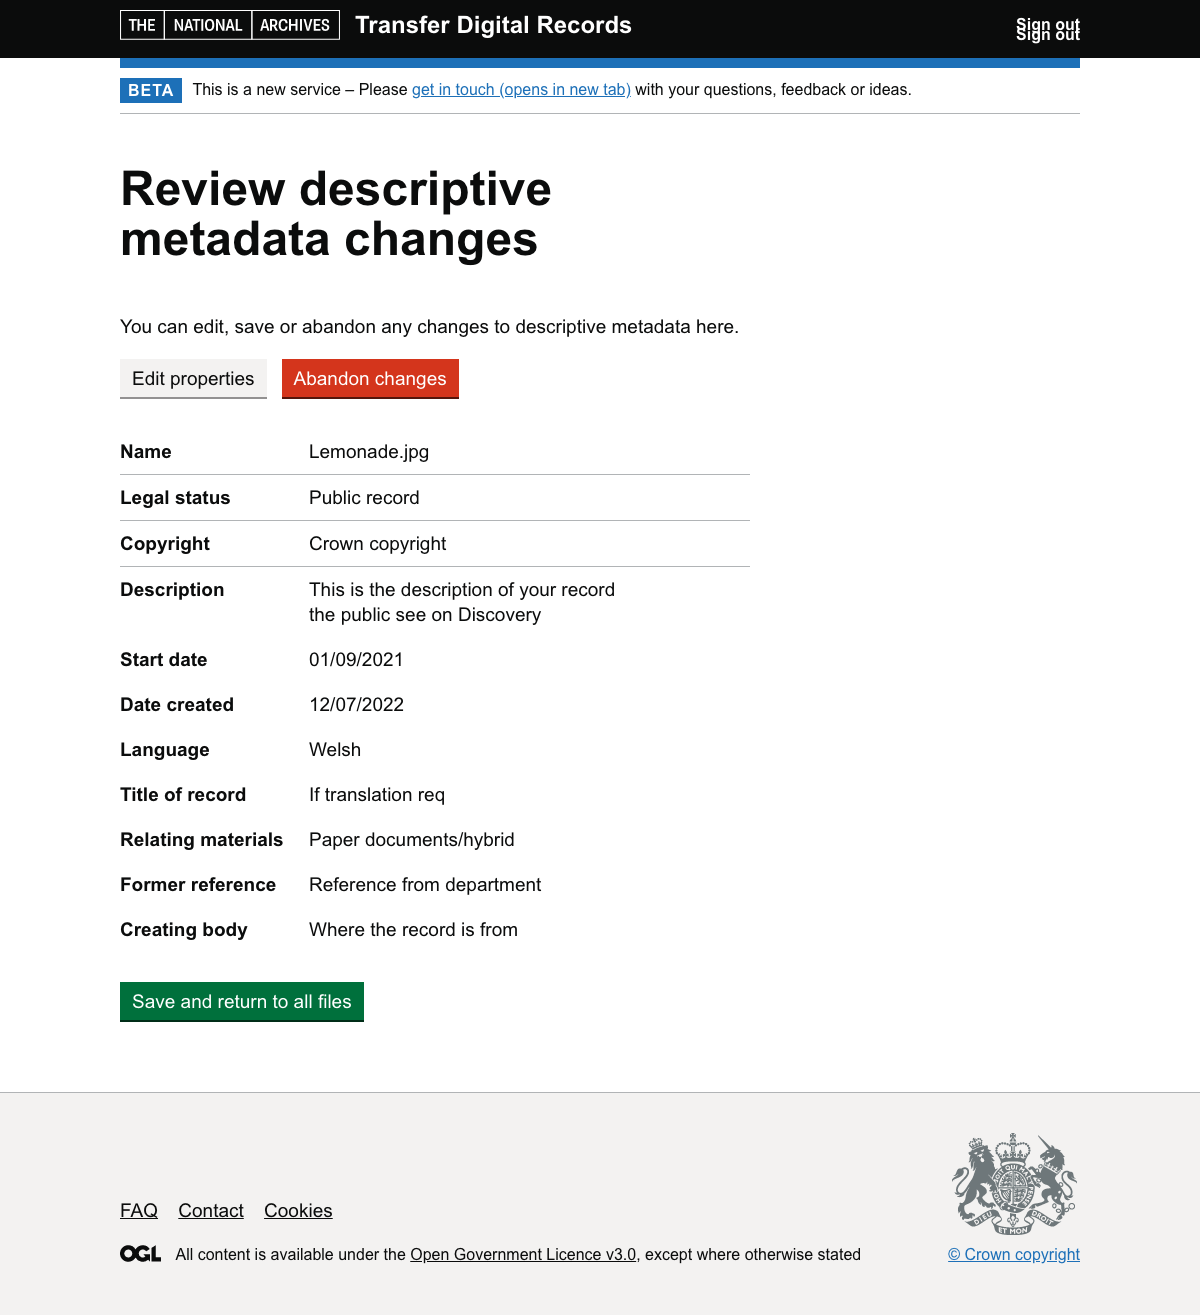 THE NATIONAL ARCHIVES Transfer Digital Records Sign out
Sign out
BETA This is a new service – Please get in touch (opens in new tab) with your questions, feedback or ideas.
Review descriptive
metadata changes
You can edit, save or abandon any changes to descriptive metadata here.
Edit properties Abandon changes
Name Lemonade.jpg
Legal status Public record
Copyright Crown copyright
Description This is the description of your record
the public see on Discovery
Start date 01/09/2021
Date created 12/07/2022
Language Welsh
Title of record If translation req
Relating materials Paper documents/hybrid
Former reference Reference from department
Creating body Where the record is from
Save and return to all files
FAQ Contact Cookies
DIEU ET MON DROIT
OGL All content is available under the Open Government Licence v3.0, except where otherwise stated © Crown copyright